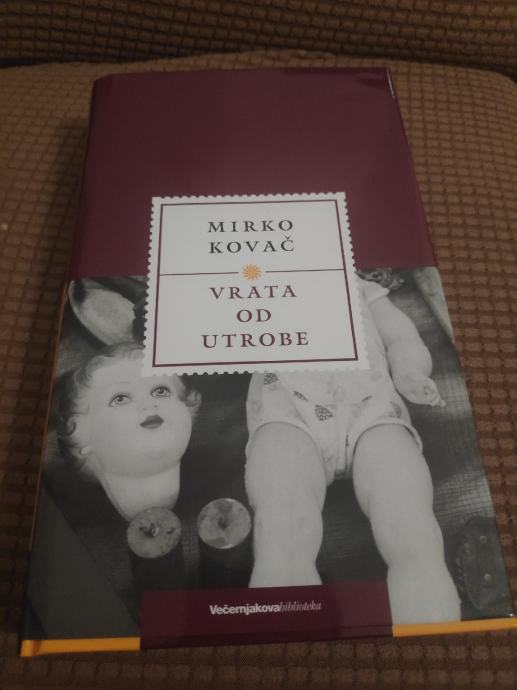 MIRKO
KOVAČ
VRATA
OD
UTROBE
Večernjakovabiblioteka